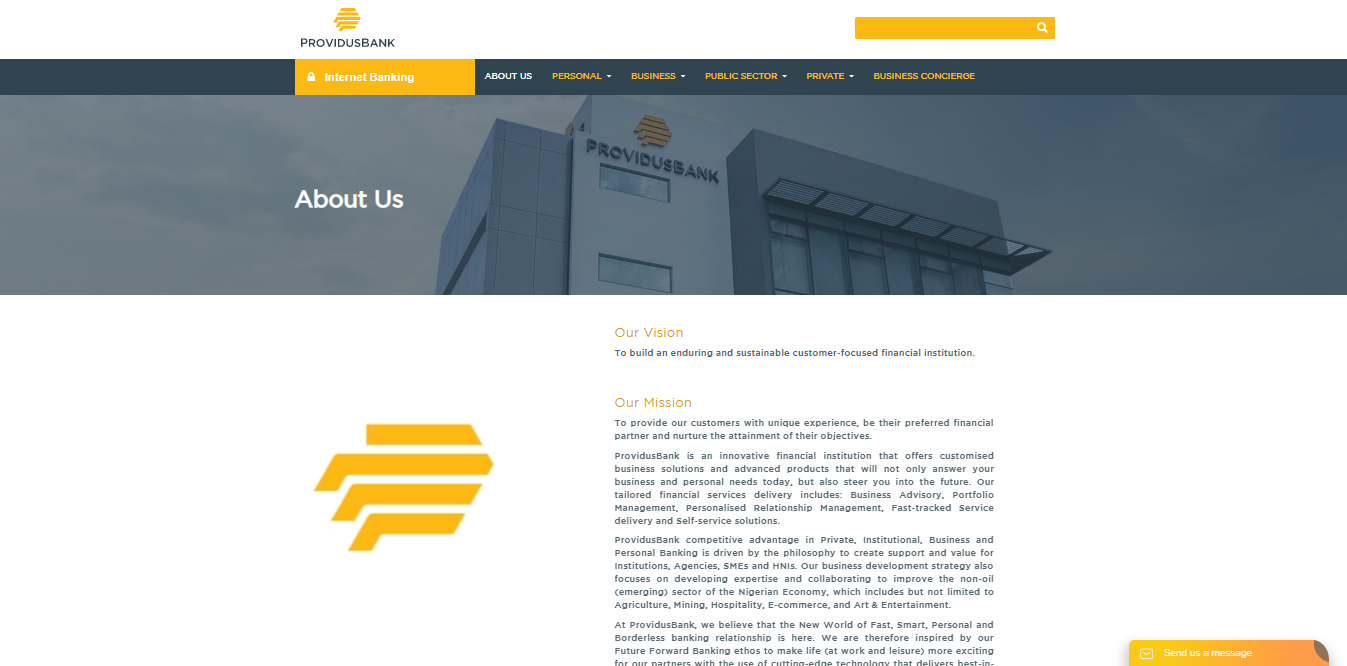 PROVIDUSBANK
Internet Banking
ABOUT US
PERSONAL
BUSINESS
PUBLIC SECTOR
PRIVATE
BUSINESS CONCIERGE
PROVIDUSBANK
About Us
Our Vision
To build an enduring and sustainable customer-focused financial institution.
Our Mission
To provide our customers with unique experience, be their preferred financial
partner and nurture the attainment of their objectives.
ProvidusBank is an innovative financial institution that offers customised
business solutions and advanced products that will not only answer your
business and personal needs today, but also steer you into the future. Our
tailored financial services delivery includes: Business Advisory, Portfolio
Management, Personalised Relationship Management, Fast-tracked Service
delivery and Self-service solutions.
ProvidusBank competitive advantage in Private, Institutional, Business and
Personal Banking is driven by the philosophy to create support and value for
Institutions, Agencies, SMEs and HNIs. Our business development strategy also
focuses on developing expertise and collaborating to improve the non-oil
(emerging) sector of the Nigerian Economy, which includes but not limited to
Agriculture, Mining, Hospitality, E-commerce, and Art & Entertainment.
At ProvidusBank, we believe that the New World of Fast, Smart, Personal and
Borderless banking relationship is here. We are therefore inspired by our
Future Forward Banking ethos to make life (at work and leisure) more exciting
for our partners with the use of cutting-edge technology that delivers best-in-
Send us a message